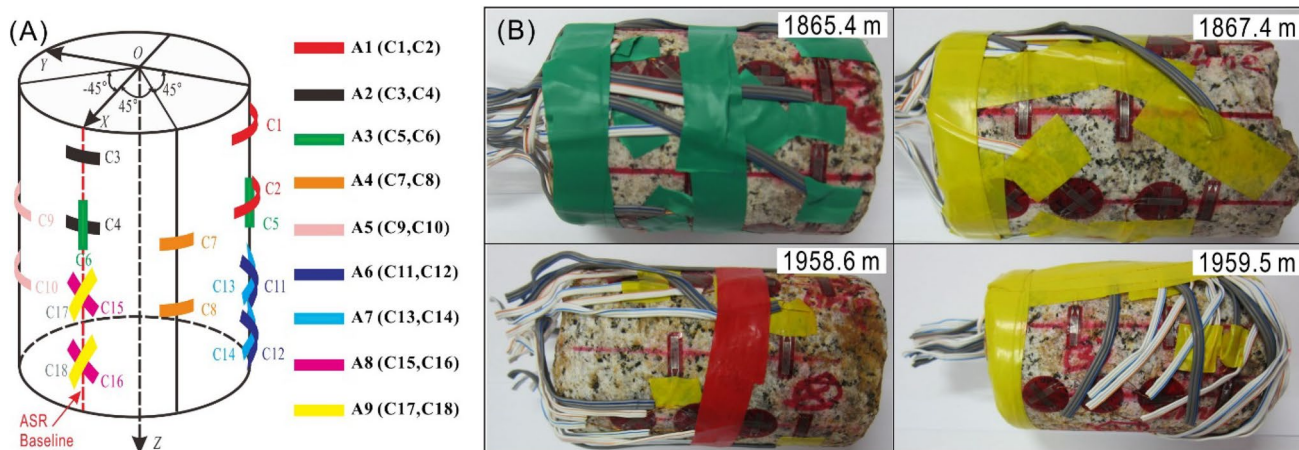 (A)
O
Y
-45°
45°
45°
X
C1
C3
C2
C9
C4
C5
C7
C6
C10
C13
C11
C17
C15
C8
C14
C12
C18
C16
ASR
Baseline
Z
A1 (C1,C2)
A2 (C3,C4)
A3 (C5,C6)
A4 (C7,C8)
A5 (C9,C10)
A6 (C11,C12)
A7 (C13,C14)
A8 (C15,C16)
A9 (C17,C18)
(B)
1865.4 m
1867.4 m
1958.6 m
1959.5 m